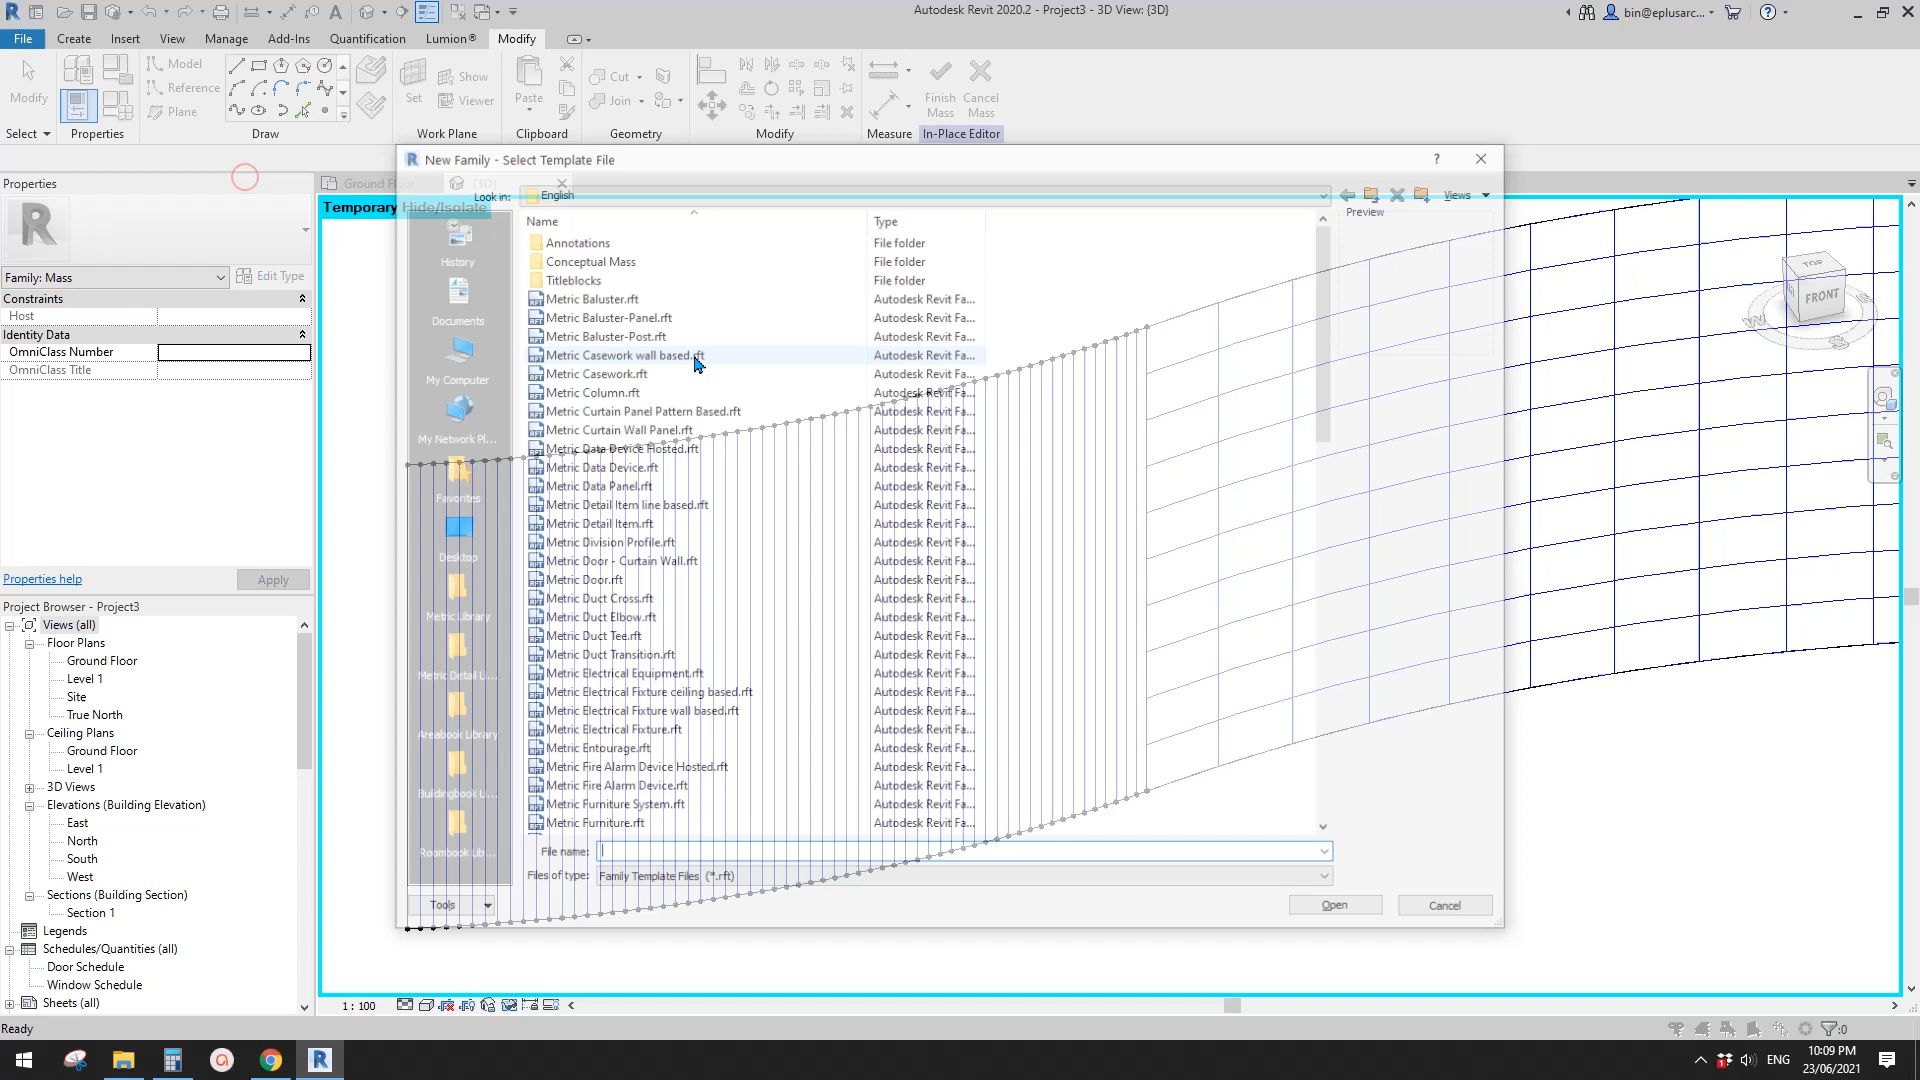 Autodesk Revit 2020.2 - Project3 - 3D View: {3D}
bin@eplusarc...
File Create Insert View Manage Add-Ins Quantification Lumion® Modify
Modify
Model
Reference
Plane
Set
Show
Viewer
Paste
Cut
Join
Finish Mass
Cancel Mass
Select Properties Draw Work Plane Clipboard Geometry Modify Measure In-Place Editor
Properties
Family: Mass
Edit Type
Constraints
Host
Identity Data
OmniClass Number
OmniClass Title
Properties help
Apply
Project Browser - Project3
Views (all)
Floor Plans
Ground Floor
Level 1
Site
True North
Ceiling Plans
Ground Floor
Level 1
3D Views
Elevations (Building Elevation)
East
North
South
West
Sections (Building Section)
Section 1
Legends
Schedules/Quantities (all)
Door Schedule
Window Schedule
Sheets (all)
Ground Floor
{3D}
Temporary Hide/Isolate
New Family - Select Template File
Look in: English
Views
Preview
History
Documents
My Computer
My Network Pl...
Favorites
Desktop
Metric Library
Metric Detail Li...
Areabook Library
Buildingbook Li...
Roombook Lib...
Tools
Name Type
Annotations File folder
Conceptual Mass File folder
Titleblocks File folder
Metric Baluster.rft Autodesk Revit Fa...
Metric Baluster-Panel.rft Autodesk Revit Fa...
Metric Baluster-Post.rft Autodesk Revit Fa...
Metric Casework wall based.rft Autodesk Revit Fa...
Metric Casework.rft Autodesk Revit Fa...
Metric Column.rft Autodesk Revit Fa...
Metric Curtain Panel Pattern Based.rft Autodesk Revit Fa...
Metric Curtain Wall Panel.rft Autodesk Revit Fa...
Metric Data Device Hosted.rft Autodesk Revit Fa...
Metric Data Device.rft Autodesk Revit Fa...
Metric Data Panel.rft Autodesk Revit Fa...
Metric Detail Item line based.rft Autodesk Revit Fa...
Metric Detail Item.rft Autodesk Revit Fa...
Metric Division Profile.rft Autodesk Revit Fa...
Metric Door - Curtain Wall.rft Autodesk Revit Fa...
Metric Door.rft Autodesk Revit Fa...
Metric Duct Cross.rft Autodesk Revit Fa...
Metric Duct Elbow.rft Autodesk Revit Fa...
Metric Duct Tee.rft Autodesk Revit Fa...
Metric Duct Transition.rft Autodesk Revit Fa...
Metric Electrical Equipment.rft Autodesk Revit Fa...
Metric Electrical Fixture ceiling based.rft Autodesk Revit Fa...
Metric Electrical Fixture wall based.rft Autodesk Revit Fa...
Metric Electrical Fixture.rft Autodesk Revit Fa...
Metric Entourage.rft Autodesk Revit Fa...
Metric Fire Alarm Device Hosted.rft Autodesk Revit Fa...
Metric Fire Alarm Device.rft Autodesk Revit Fa...
Metric Furniture System.rft Autodesk Revit Fa...
Metric Furniture.rft Autodesk Revit Fa...
File name:
Files of type: Family Template Files (*.rft)
Open Cancel
TOP
FRONT
1 : 100
Ready
:0
ENG
10:09 PM
23/06/2021